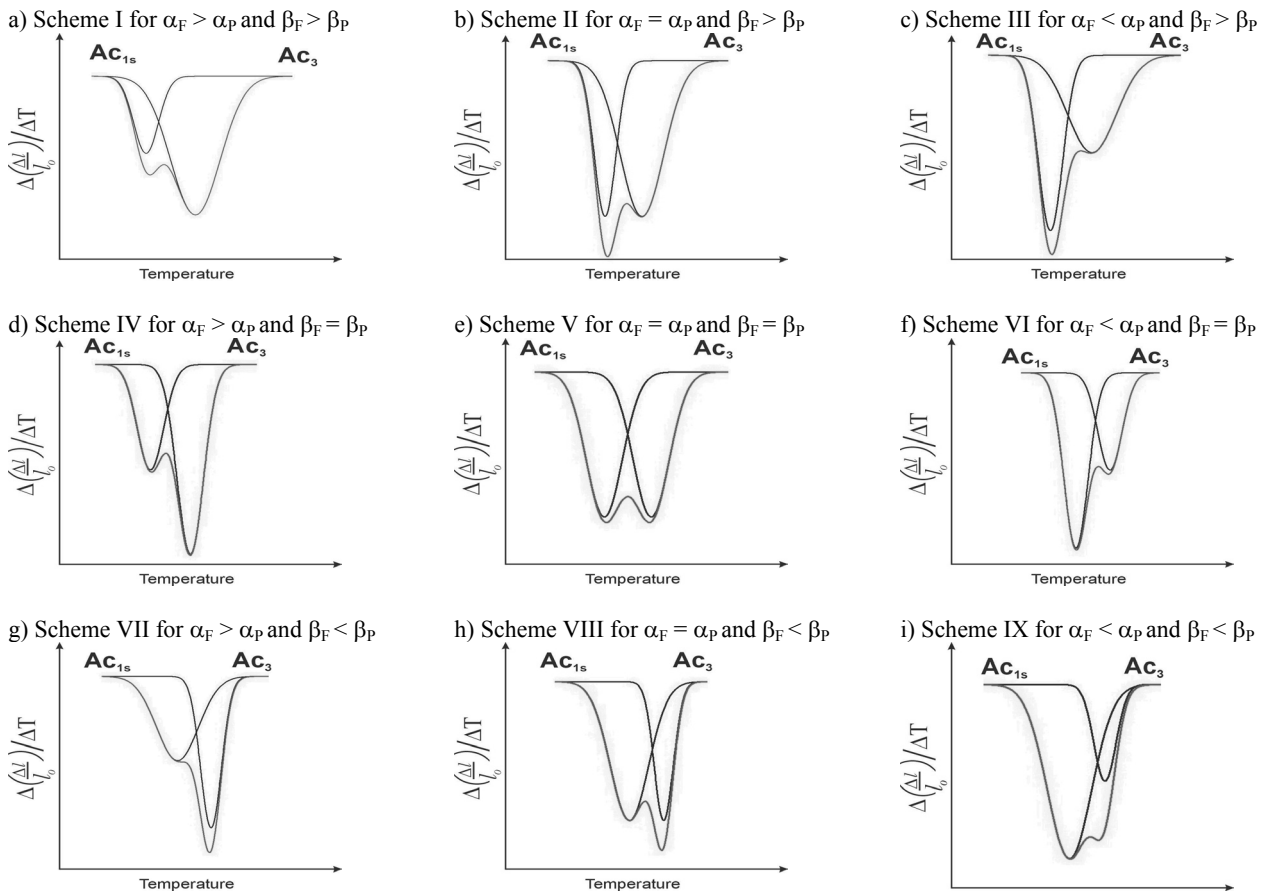 a) Scheme I for αF > αP and βF > βP
Ac1s
Ac3
Δ(Δl/l0)/ΔT
Temperature
b) Scheme II for αF = αP and βF > βP
Ac1s
Ac3
Δ(Δl/l0)/ΔT
Temperature
c) Scheme III for αF < αP and βF > βP
Ac1s
Ac3
Δ(Δl/l0)/ΔT
Temperature
d) Scheme IV for αF > αP and βF = βP
Ac1s
Ac3
Δ(Δl/l0)/ΔT
Temperature
e) Scheme V for αF = αP and βF = βP
Ac1s
Ac3
Δ(Δl/l0)/ΔT
Temperature
f) Scheme VI for αF < αP and βF = βP
Ac1s
Ac3
Δ(Δl/l0)/ΔT
Temperature
g) Scheme VII for αF > αP and βF < βP
Ac1s
Ac3
Δ(Δl/l0)/ΔT
Temperature
h) Scheme VIII for αF = αP and βF < βP
Ac1s
Ac3
Δ(Δl/l0)/ΔT
Temperature
i) Scheme IX for αF < αP and βF < βP
Ac1s
Ac3
Δ(Δl/l0)/ΔT